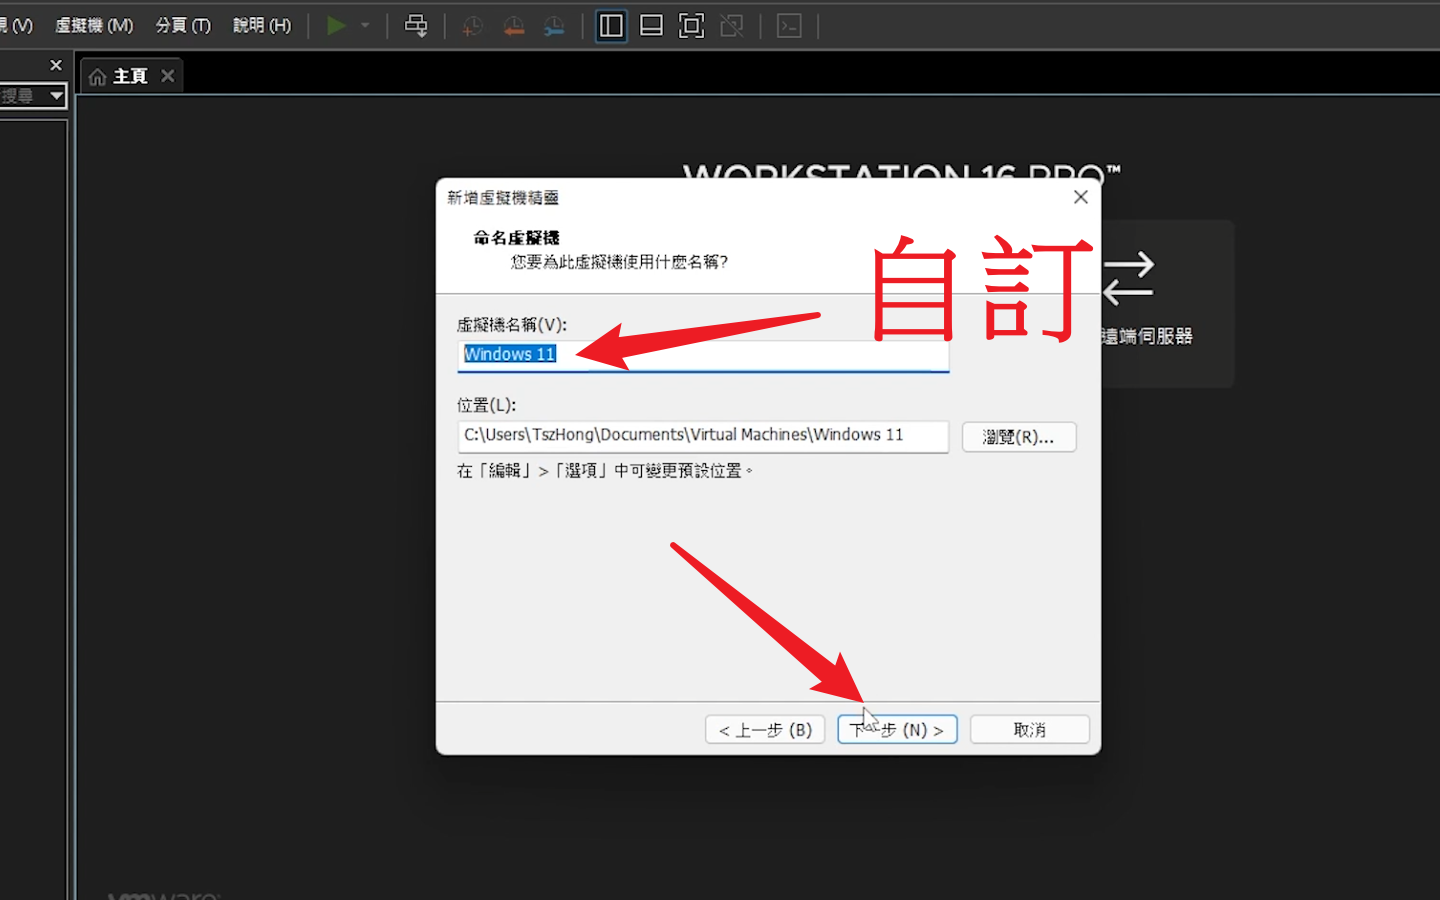 視 (V) 虛擬機 (M) 分頁 (T) 說明 (H)
搜尋
主頁
WORKSTATION 16 PRO™
新增虛擬機精靈
命名虛擬機
您要為此虛擬機使用什麼名稱?
自訂
虛擬機名稱(V):
Windows 11
遠端伺服器
位置(L):
C:\Users\TszHong\Documents\Virtual Machines\Windows 11
瀏覽(R)...
在「編輯」>「選項」中可變更預設位置。
< 上一步 (B)
下一步 (N) >
取消
vmware